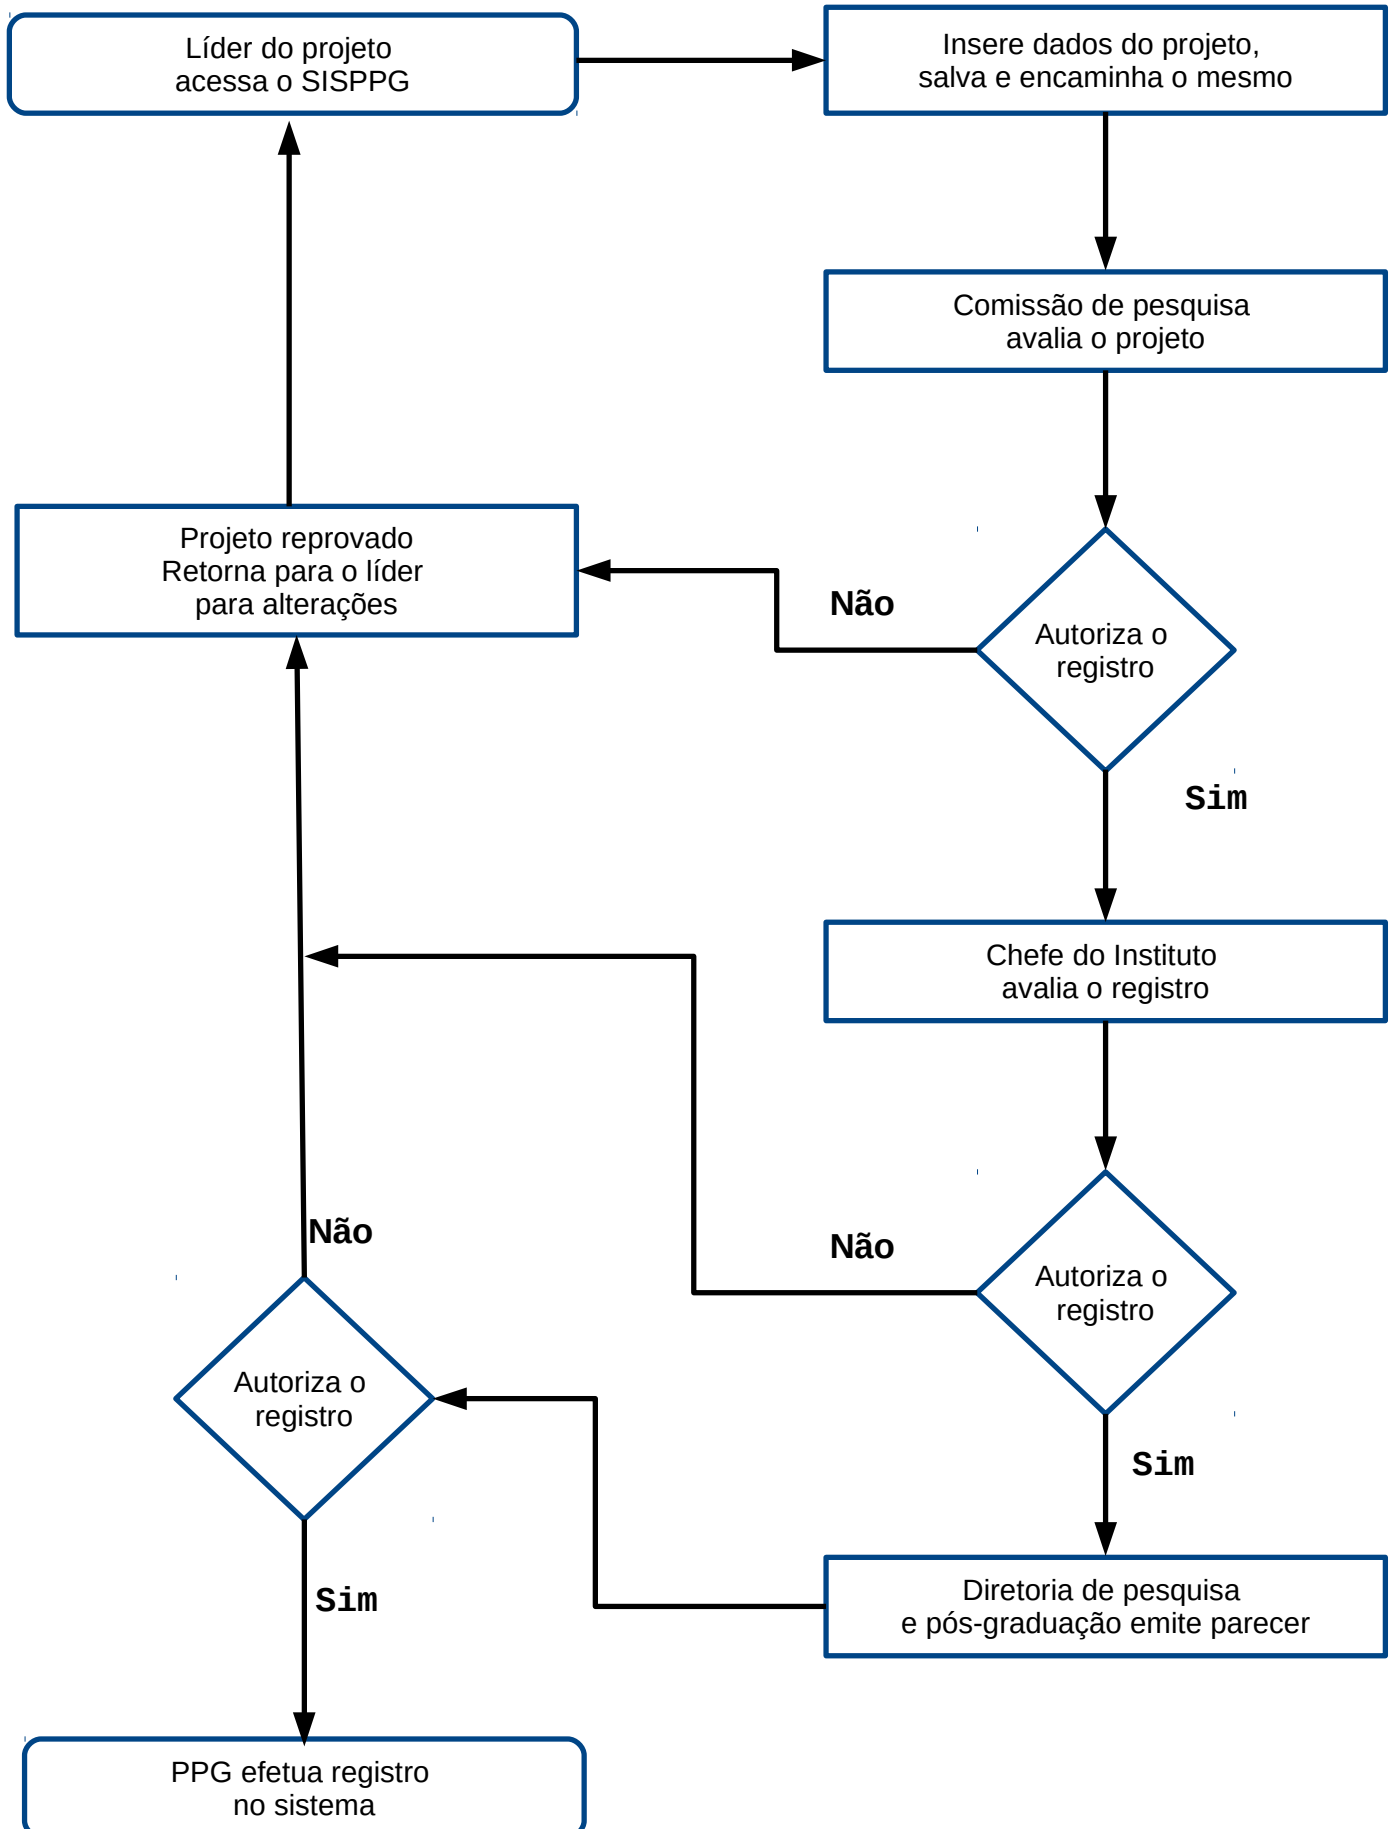 Líder do projeto
acessa o SISPPG
Insere dados do projeto,
salva e encaminha o mesmo
Comissão de pesquisa
avalia o projeto
Projeto reprovado
Retorna para o líder
para alterações
Não
Autoriza o
registro
Sim
Chefe do Instituto
avalia o registro
Não
Não
Autoriza o
registro
Autoriza o
registro
Sim
Sim
Diretoria de pesquisa
e pós-graduação emite parecer
PPG efetua registro
no sistema